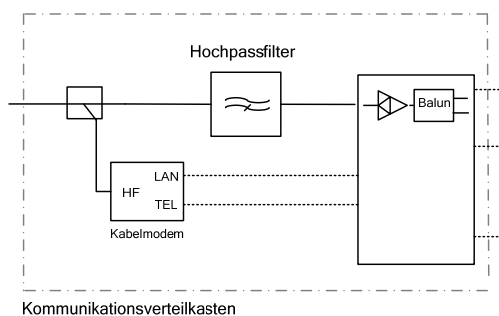 Hochpassfilter
Balun
LAN
HF
TEL
Kabelmodem
Kommunikationsverteilkasten